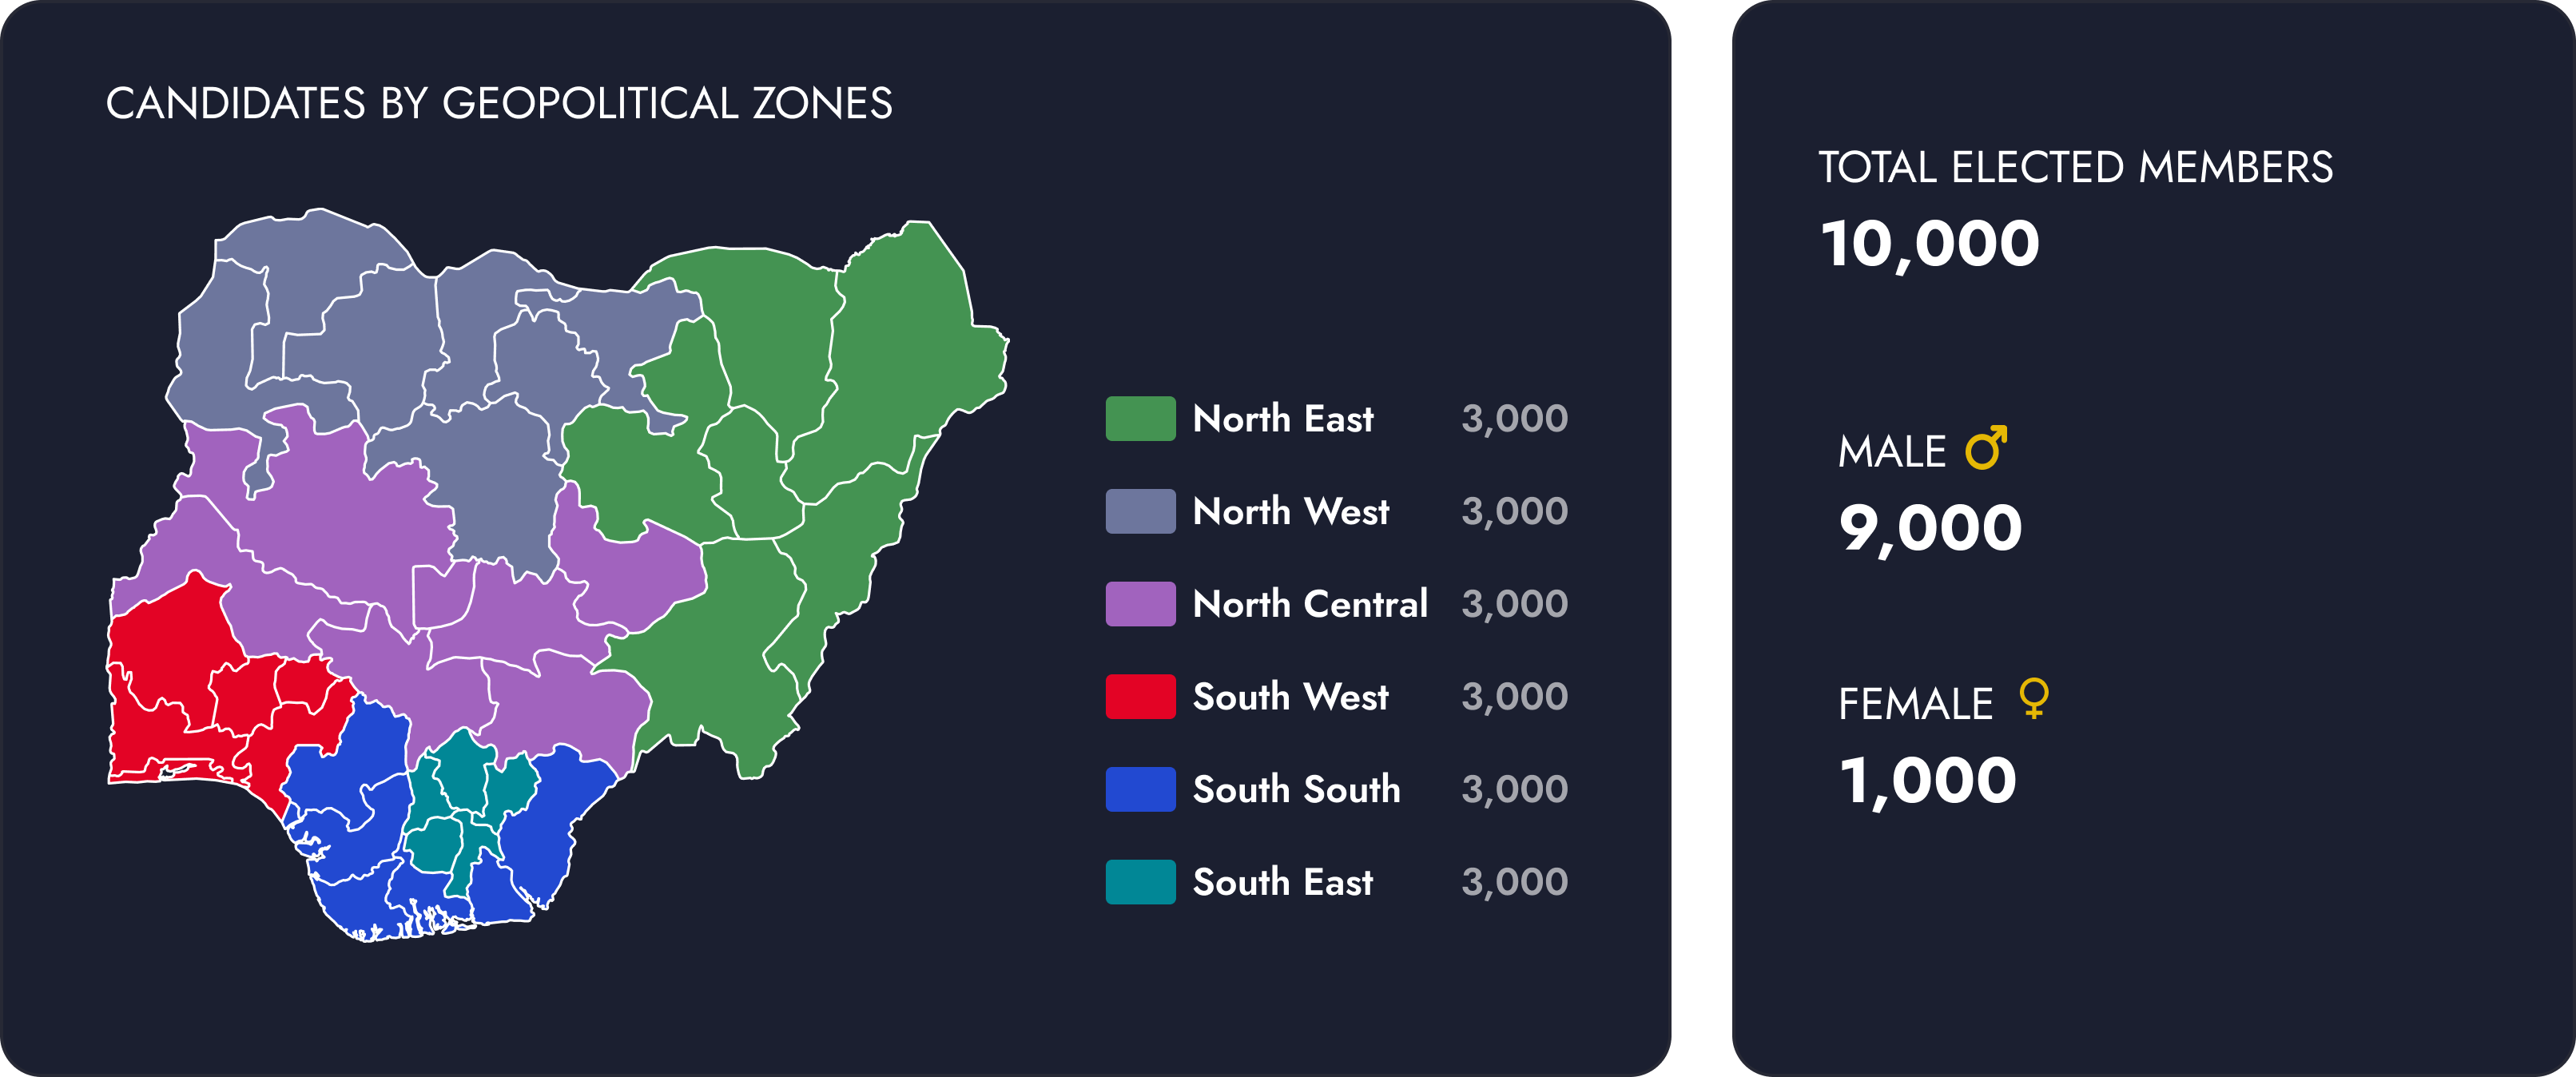 CANDIDATES BY GEOPOLITICAL ZONES
North East 3,000
North West 3,000
North Central 3,000
South West 3,000
South South 3,000
South East 3,000
TOTAL ELECTED MEMBERS
10,000
MALE
9,000
FEMALE
1,000